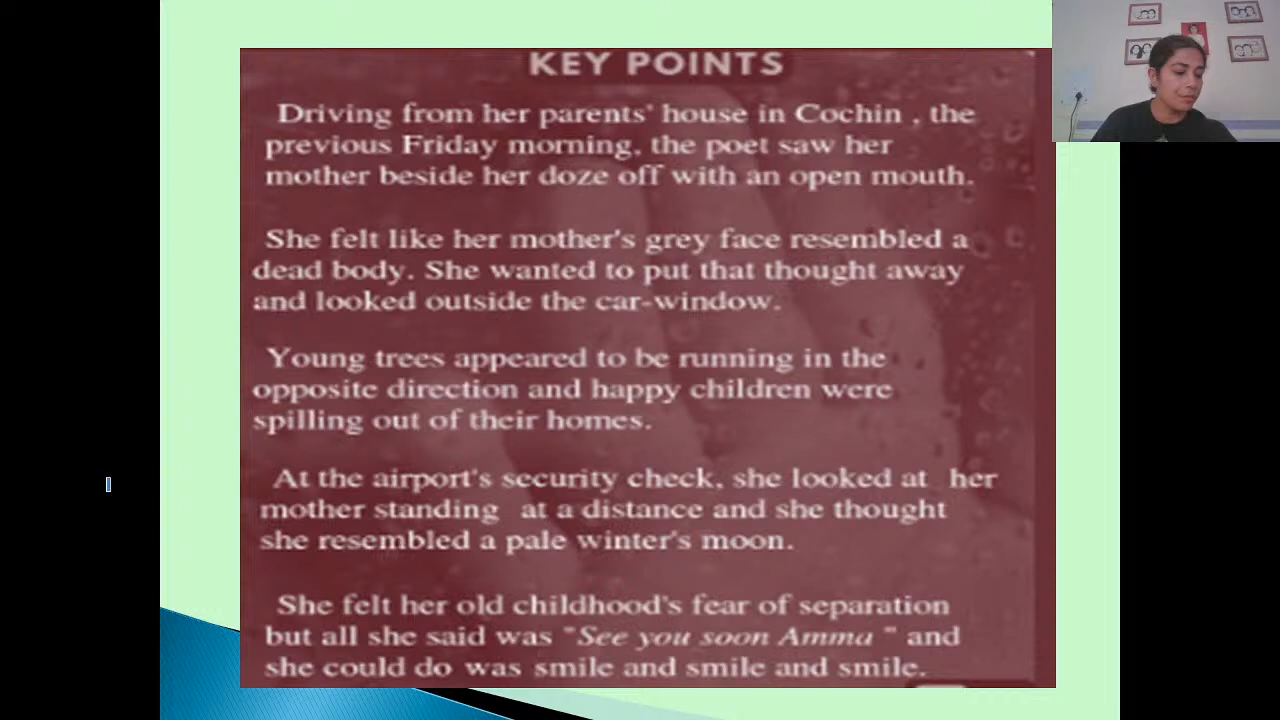 KEY POINTS
Driving from her parents' house in Cochin , the
previous Friday morning, the poet saw her
mother beside her doze off with an open mouth.
She felt like her mother's grey face resembled a
dead body. She wanted to put that thought away
and looked outside the car-window.
Young trees appeared to be running in the
opposite direction and happy children were
spilling out of their homes.
At the airport's security check, she looked at her
mother standing at a distance and she thought
she resembled a pale winter's moon.
She felt her old childhood's fear of separation
but all she said was "See you soon Amma " and
she could do was smile and smile and smile.